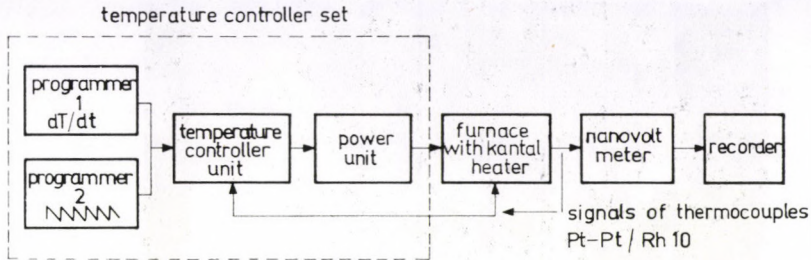 temperature controller set
programmer
1
dT/dt
programmer
2
temperature
controller
unit
power
unit
furnace
with kantal
heater
nanovolt
meter
recorder
signals of thermocouples
Pt-Pt / Rh 10